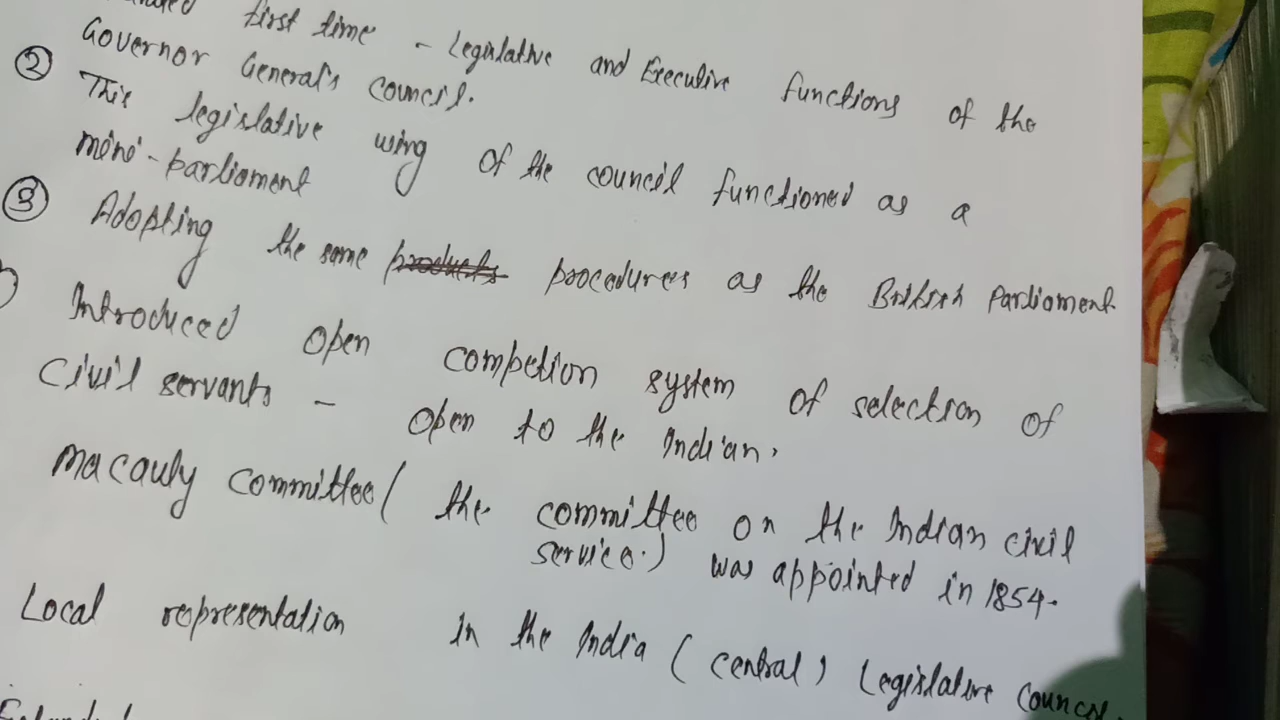 first time - Legislative and Executive functions of the
Governor General's council.
② This legislative wing of the council functioned as a
mini-parliament
③ Adopting the same products procedures as the British Parliament
Introduced open competion system of selection of
Civil servants - open to the Indian.
Macauly committee ( the committee on the Indian civil
service.) was appointed in 1854.
Local representation in the India (central) Legislative Council.